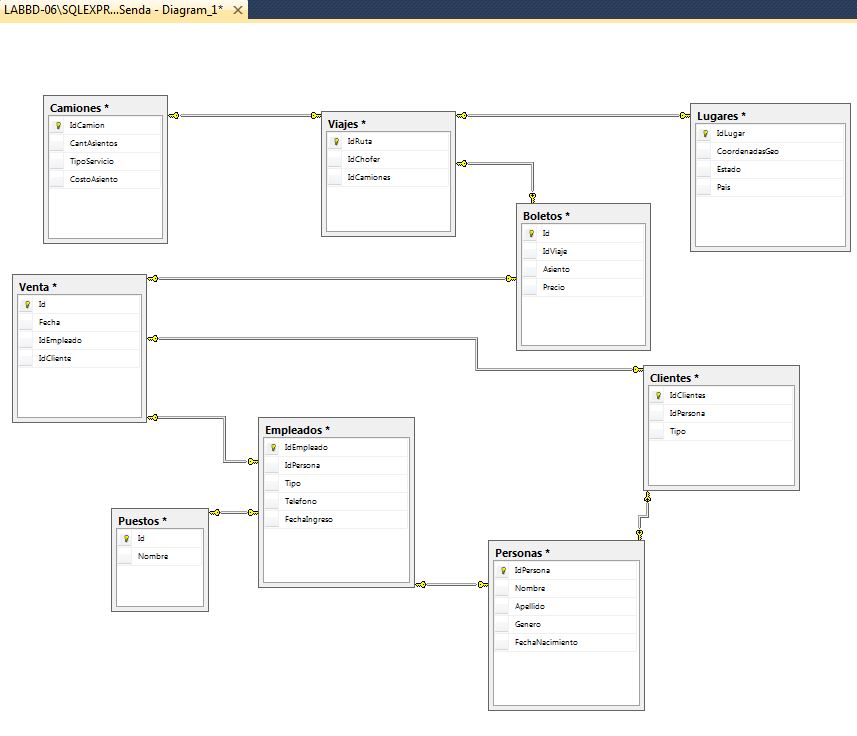 LABBD-06\SQLEXPR...Senda - Diagram_1* ×
Camiones *
IdCamion
CantAsientos
TipoServicio
CostoAsiento
Viajes *
IdRuta
IdChofer
IdCamiones
Lugares *
IdLugar
CoordenadasGeo
Estado
Pais
Boletos *
Id
IdViaje
Asiento
Precio
Venta *
Id
Fecha
IdEmpleado
IdCliente
Clientes *
IdClientes
IdPersona
Tipo
Empleados *
IdEmpleado
IdPersona
Tipo
Telefono
FechaIngreso
Puestos *
Id
Nombre
Personas *
IdPersona
Nombre
Apellido
Genero
FechaNacimiento